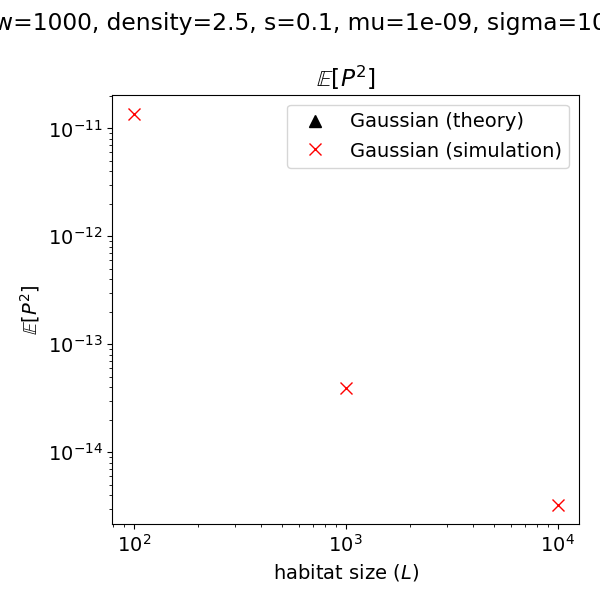 w=1000, density=2.5, s=0.1, mu=1e-09, sigma=10
𝔼[P²]
Gaussian (theory)
Gaussian (simulation)
10⁻¹¹
10⁻¹²
10⁻¹³
10⁻¹⁴
𝔼[P²]
10² 10³ 10⁴
habitat size (L)